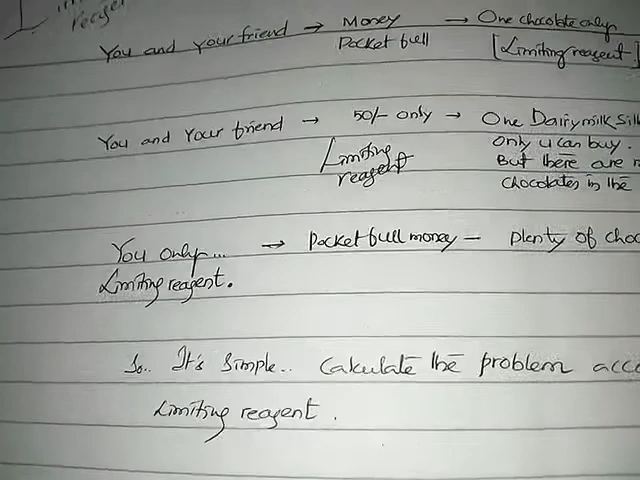 You and your friend → Money → One chocolate only
Pocket full [Limiting reagent.]
You and your friend → 50/- only → One Dairymilk Silk
Limiting reagent only u can buy.
But there are
chocolates in the
You only... → Pocket full money – plenty of choc
Limiting reagent.
So.. It's simple.. Calculate the problem acc
Limiting reagent.